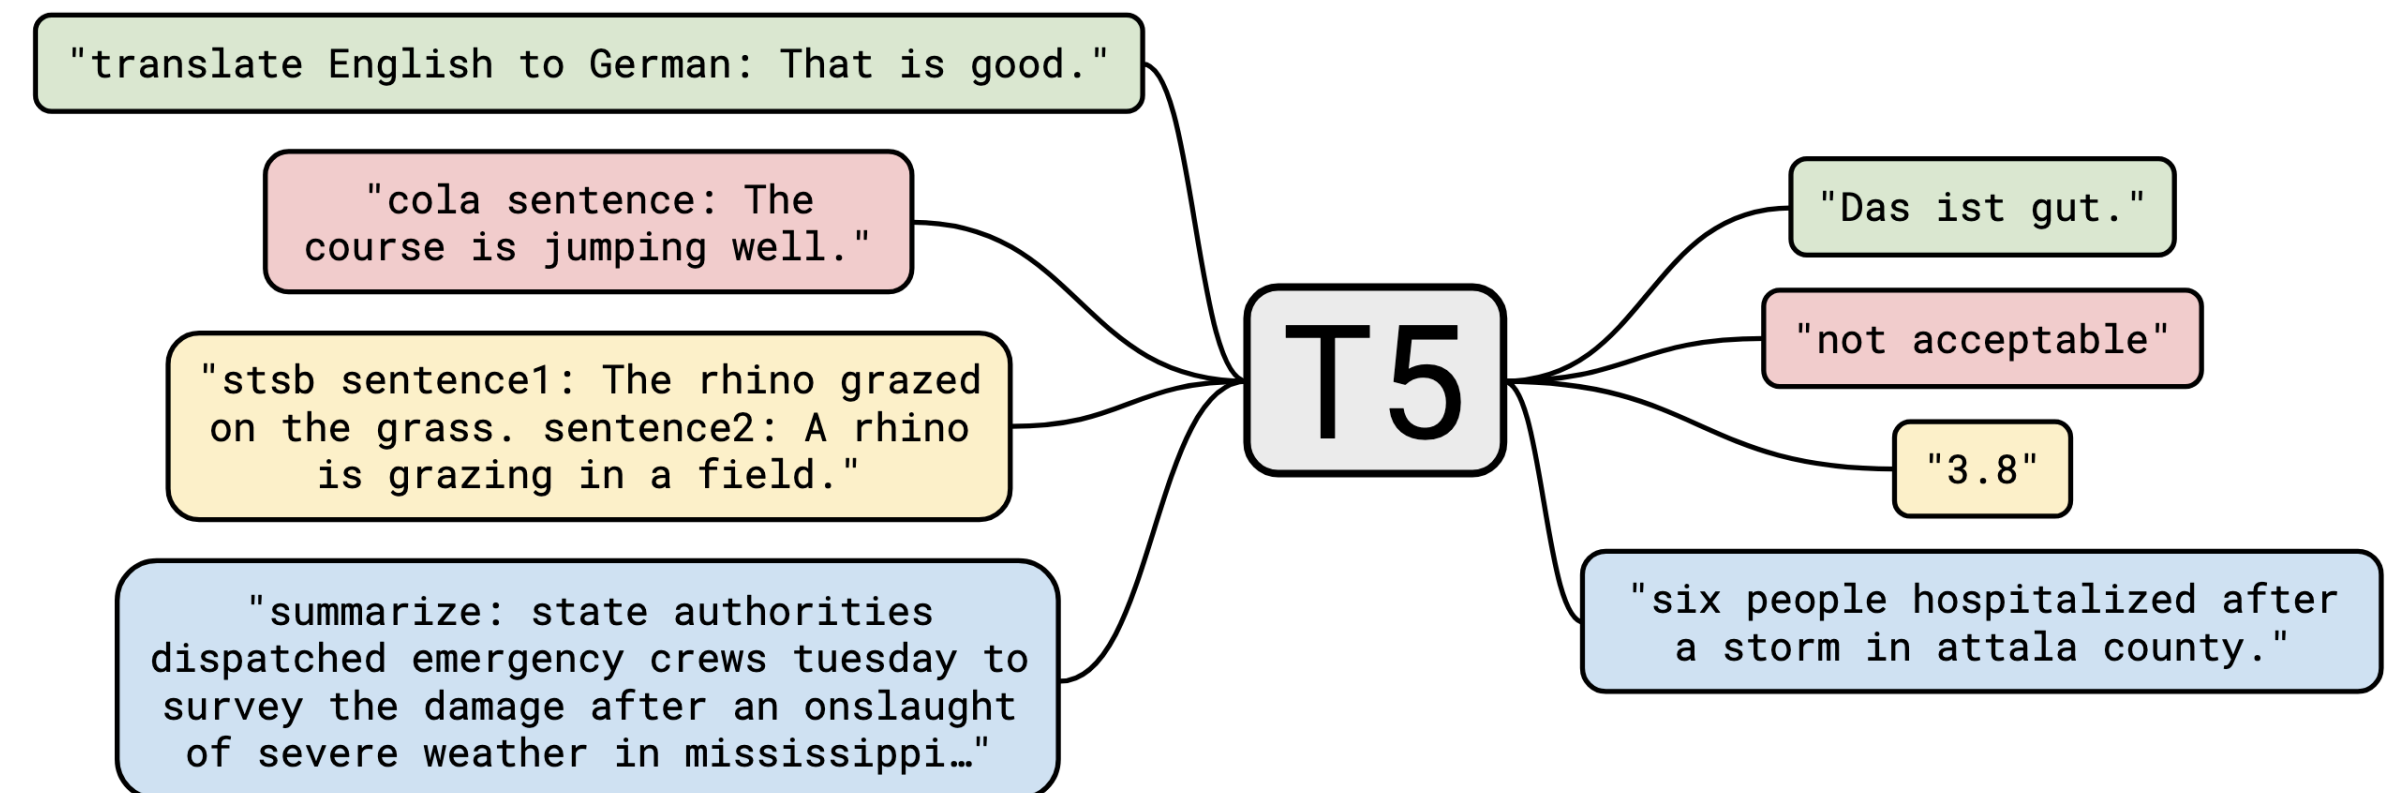 "translate English to German: That is good."
"cola sentence: The
course is jumping well."
"stsb sentence1: The rhino grazed
on the grass. sentence2: A rhino
is grazing in a field."
"summarize: state authorities
dispatched emergency crews tuesday to
survey the damage after an onslaught
of severe weather in mississippi…"
T5
"Das ist gut."
"not acceptable"
"3.8"
"six people hospitalized after
a storm in attala county."